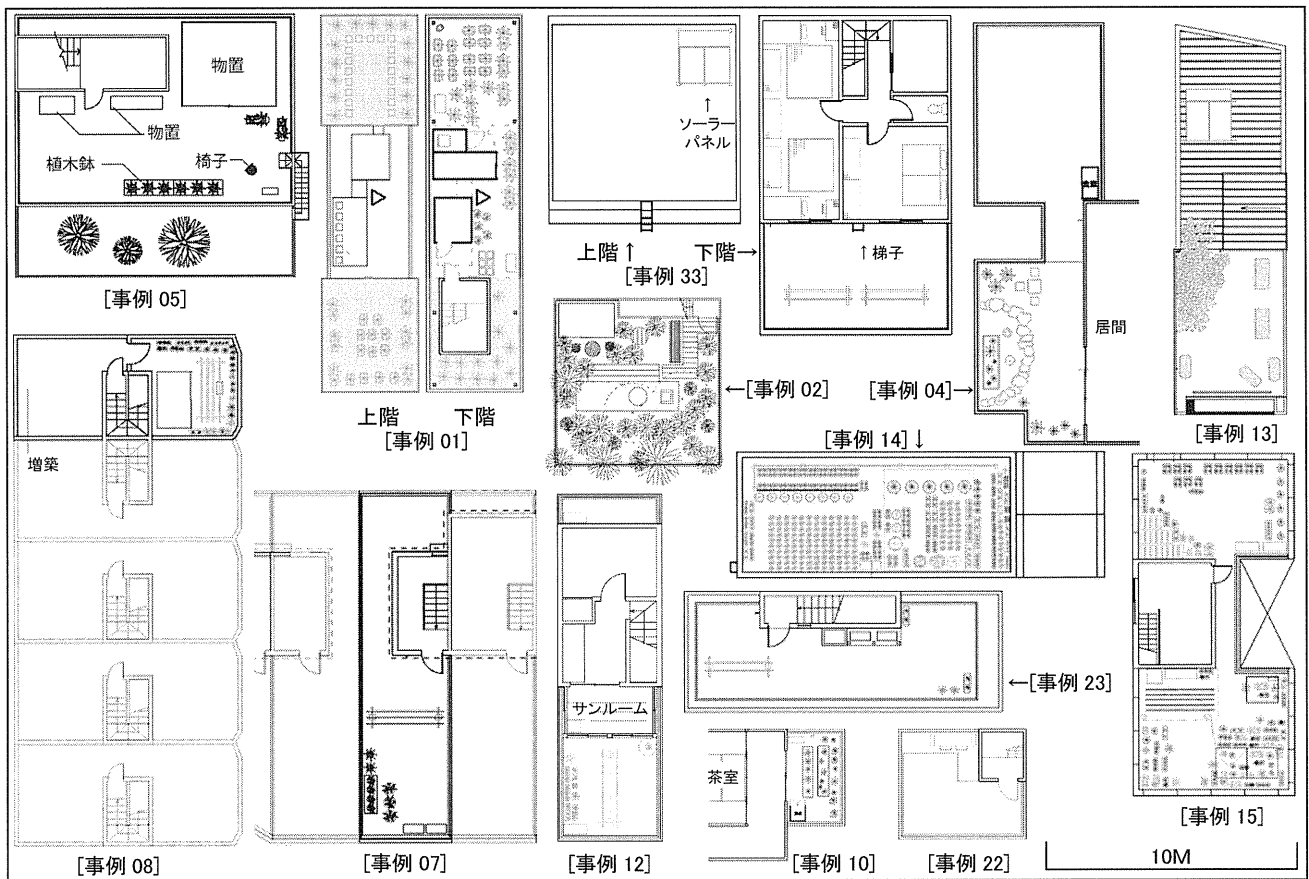 物置
物置
植木鉢
椅子
[事例 05]
上階
下階
[事例 01]
↑
ソーラー
パネル
上階↑
下階→
[事例 33]
↑梯子
←[事例 02]
[事例 04]→
居間
[事例 13]
増築
[事例 08]
[事例 07]
サンルーム
[事例 12]
[事例 14]↓
←[事例 23]
茶室
[事例 10]
[事例 22]
[事例 15]
10M